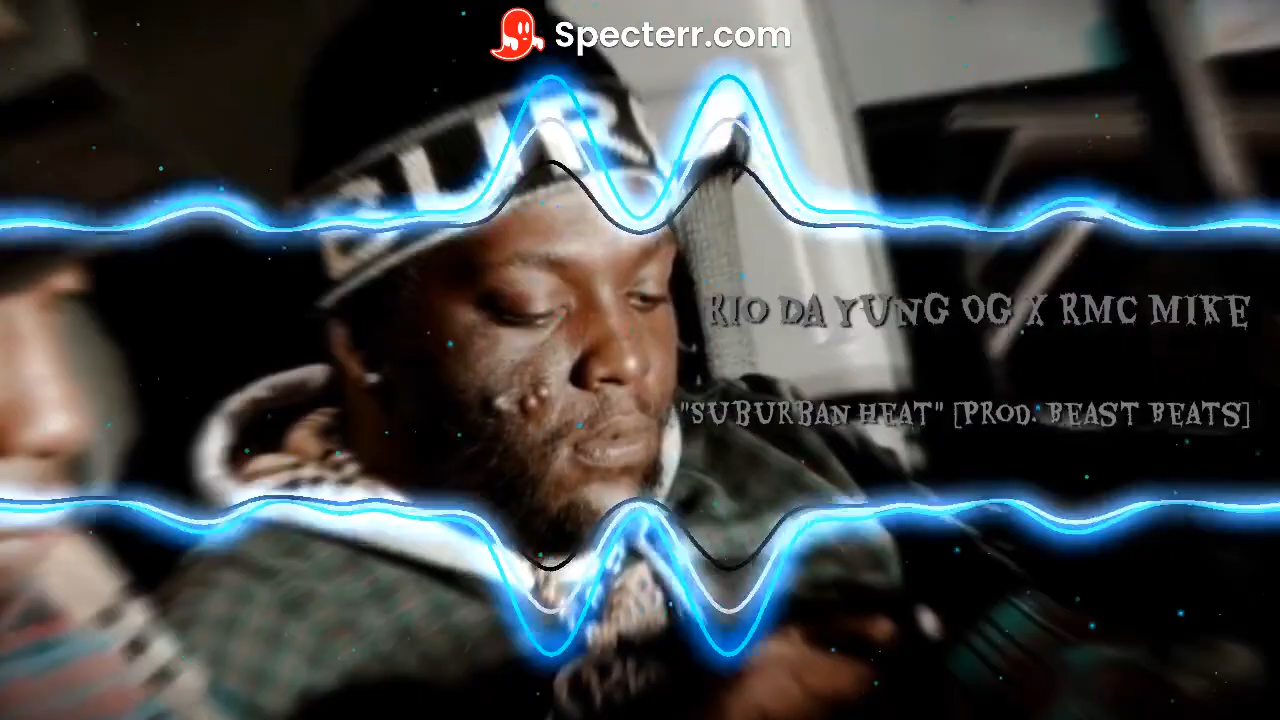 Specterr.com
RIO DA YUNG OG X RMC MIKE
"SUBURBAN HEAT" [PROD. BEAST BEATS]